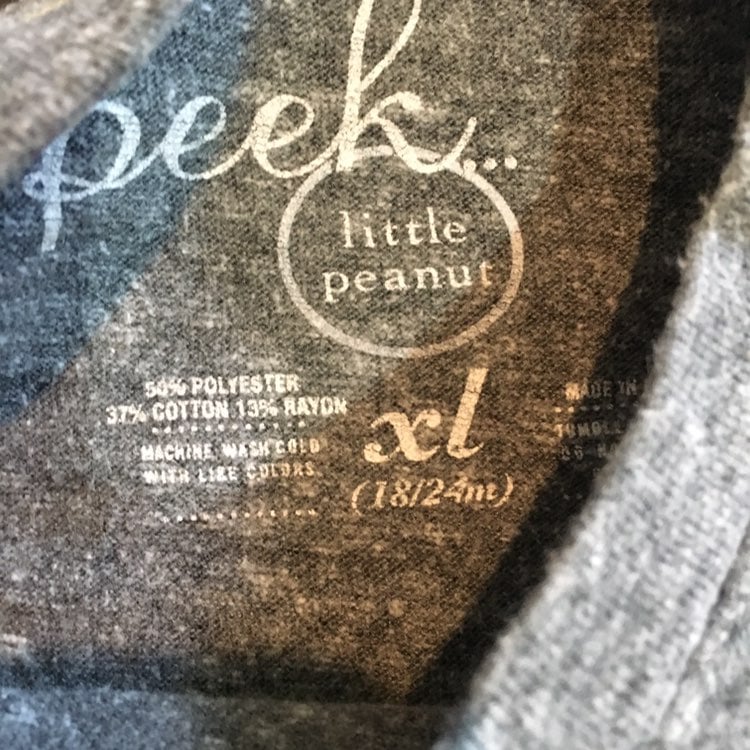 peek...
little
peanut
50% POLYESTER
37% COTTON 13% RAYON
MACHINE WASH COLD
WITH LIKE COLORS
xl
(18/24m)
MADE IN